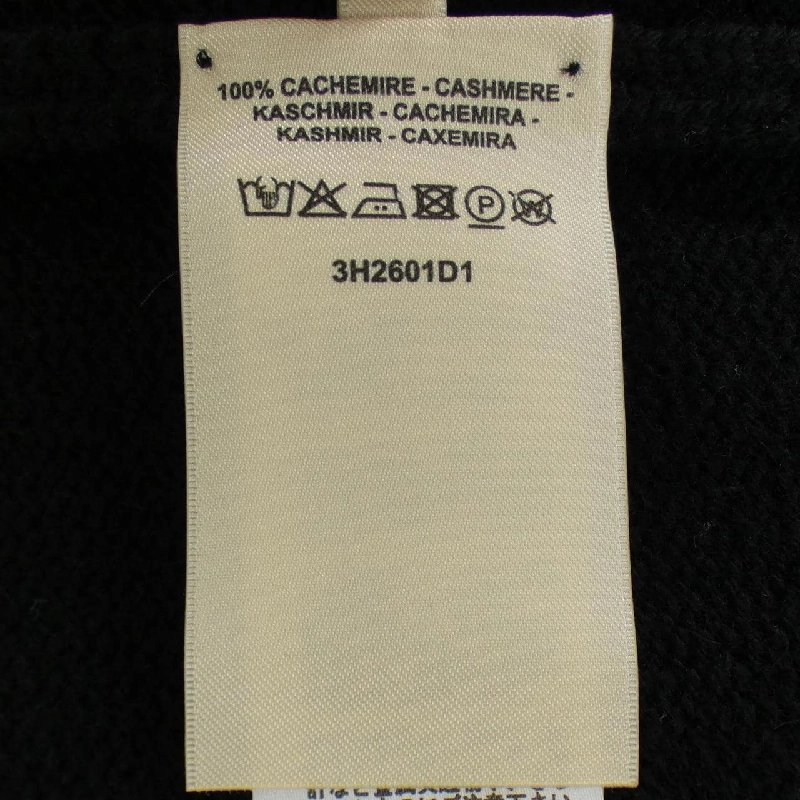 100% CACHEMIRE - CASHMERE -
KASCHMIR - CACHEMIRA -
KASHMIR - CAXEMIRA
P
W
3H2601D1